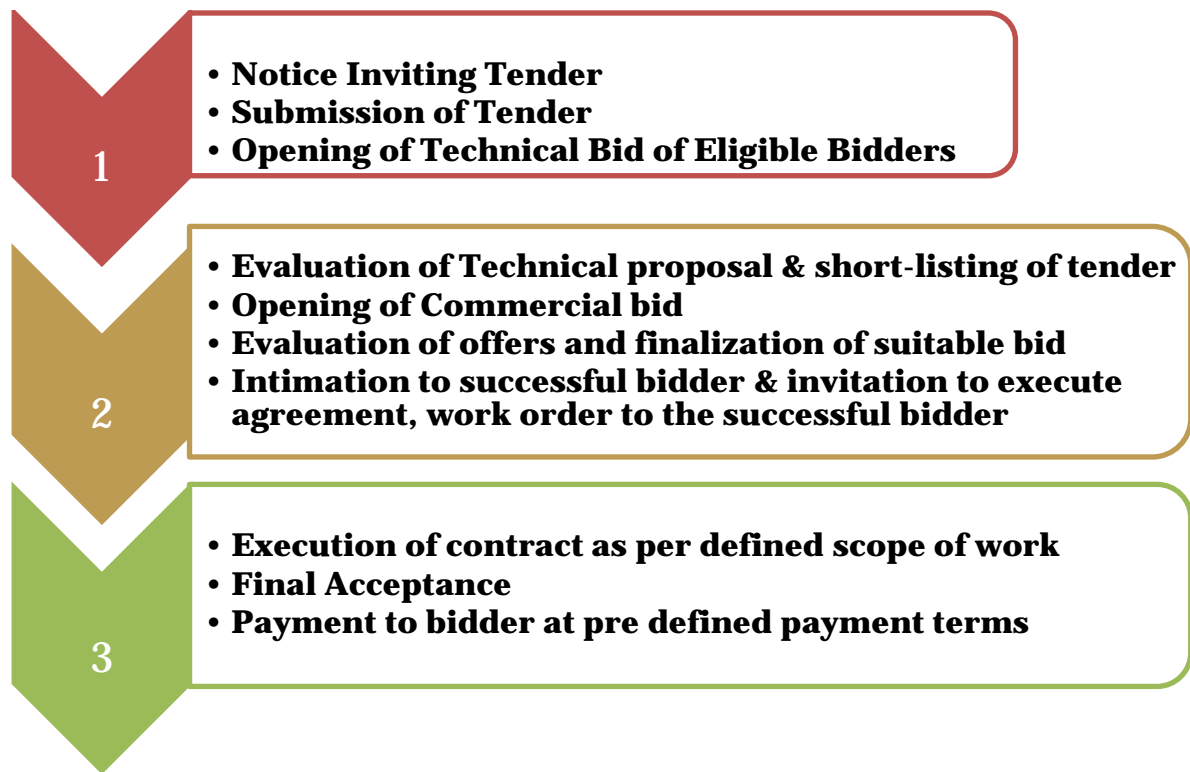 1
• Notice Inviting Tender
• Submission of Tender
• Opening of Technical Bid of Eligible Bidders
2
• Evaluation of Technical proposal & short-listing of tender
• Opening of Commercial bid
• Evaluation of offers and finalization of suitable bid
• Intimation to successful bidder & invitation to execute
agreement, work order to the successful bidder
3
• Execution of contract as per defined scope of work
• Final Acceptance
• Payment to bidder at pre defined payment terms